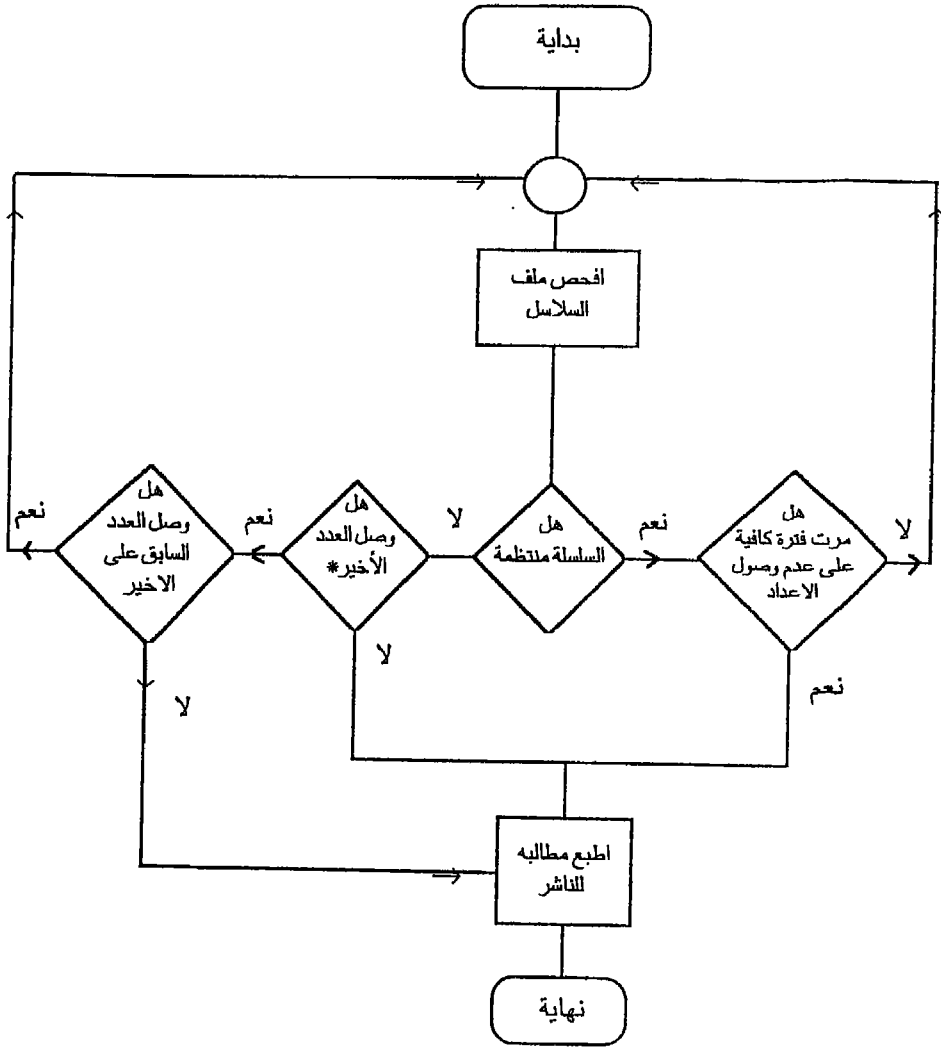 بداية
افحص ملف
السلاسل
هل
السلسلة منتظمة
نعم
هل
مرت فترة كافية
على عدم وصول
الاعداد
لا
نعم
لا
هل
وصل العدد
الأخير*
نعم
لا
هل
وصل العدد
السابق على
الاخير
نعم
لا
اطبع مطالبه
للناشر
نهاية